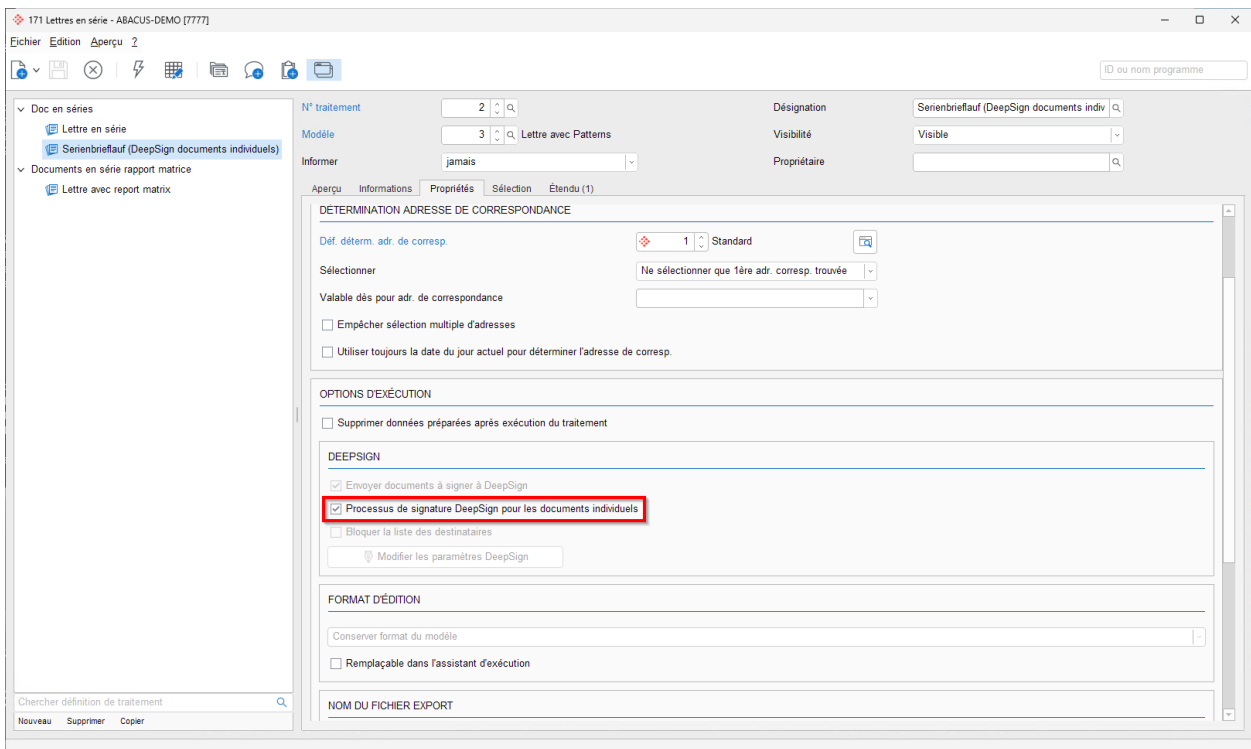 171 Lettres en série - ABACUS-DEMO [7777]
Fichier Edition Aperçu ?
ID ou nom programme
Doc en séries
Lettre en série
Serienbrieflauf (DeepSign documents individuels)
Documents en série rapport matrice
Lettre avec report matrix
N° traitement 2 Désignation Serienbrieflauf (DeepSign documents indiv
Modèle 3 Lettre avec Patterns Visibilité Visible
Informer jamais Propriétaire
Aperçu Informations Propriétés Sélection Étendu (1)
DÉTERMINATION ADRESSE DE CORRESPONDANCE
Déf. déterm. adr. de corresp. 1 Standard
Sélectionner Ne sélectionner que 1ére adr. corresp. trouvée
Valable dès pour adr. de correspondance
Empêcher sélection multiple d'adresses
Utiliser toujours la date du jour actuel pour déterminer l'adresse de corresp.
OPTIONS D'EXÉCUTION
Supprimer données préparées après exécution du traitement
DEEPSIGN
Envoyer documents à signer à DeepSign
Processus de signature DeepSign pour les documents individuels
Bloquer la liste des destinataires
Modifier les paramètres DeepSign
FORMAT D'ÉDITION
Conserver format du modèle
Remplaçable dans l'assistant d'exécution
NOM DU FICHIER EXPORT
Chercher définition de traitement
Nouveau Supprimer Copier